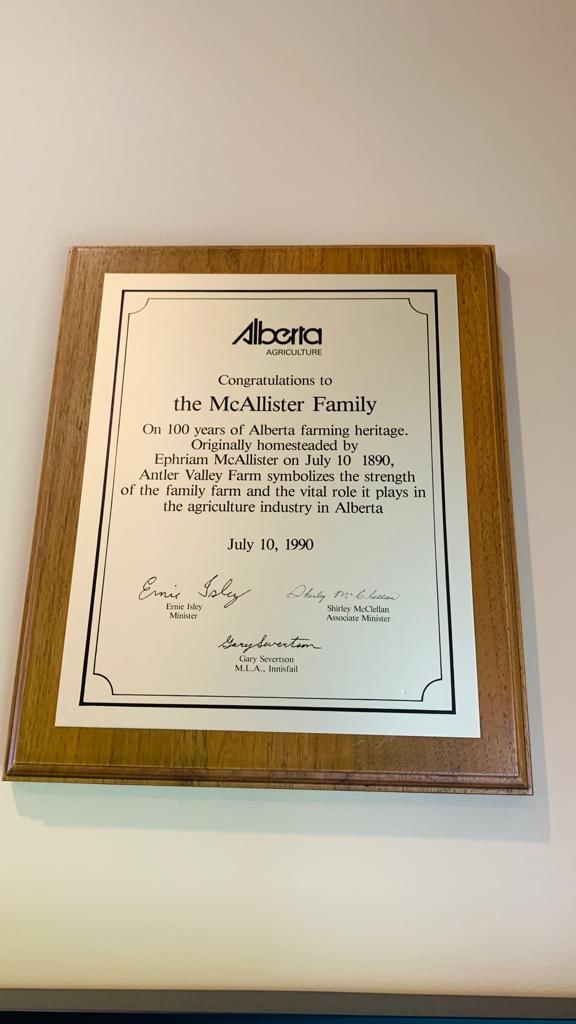 Alberta
AGRICULTURE
Congratulations to
the McAllister Family
On 100 years of Alberta farming heritage.
Originally homesteaded by
Ephriam McAllister on July 10 1890,
Antler Valley Farm symbolizes the strength
of the family farm and the vital role it plays in
the agriculture industry in Alberta
July 10, 1990
Ernie Isley
Shirley McClellan
Ernie Isley
Minister
Shirley McClellan
Associate Minister
Gary Severtson
Gary Severtson
M.L.A., Innisfail